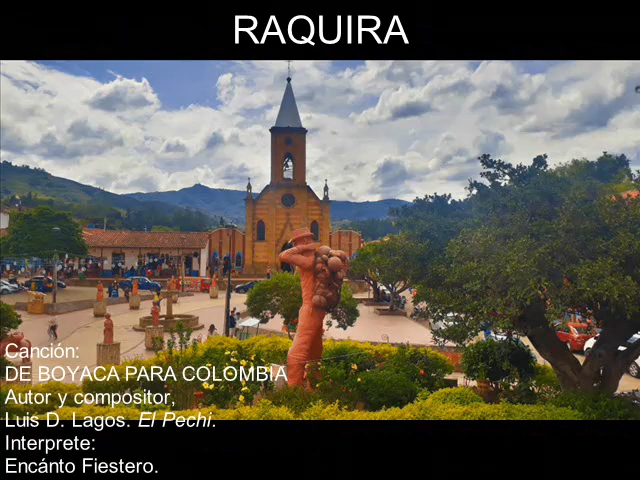 RAQUIRA
Canción:
DE BOYACA PARA COLOMBIA
Autor y compositor,
Luis D. Lagos. El Pechi.
Interprete:
Encánto Fiestero.